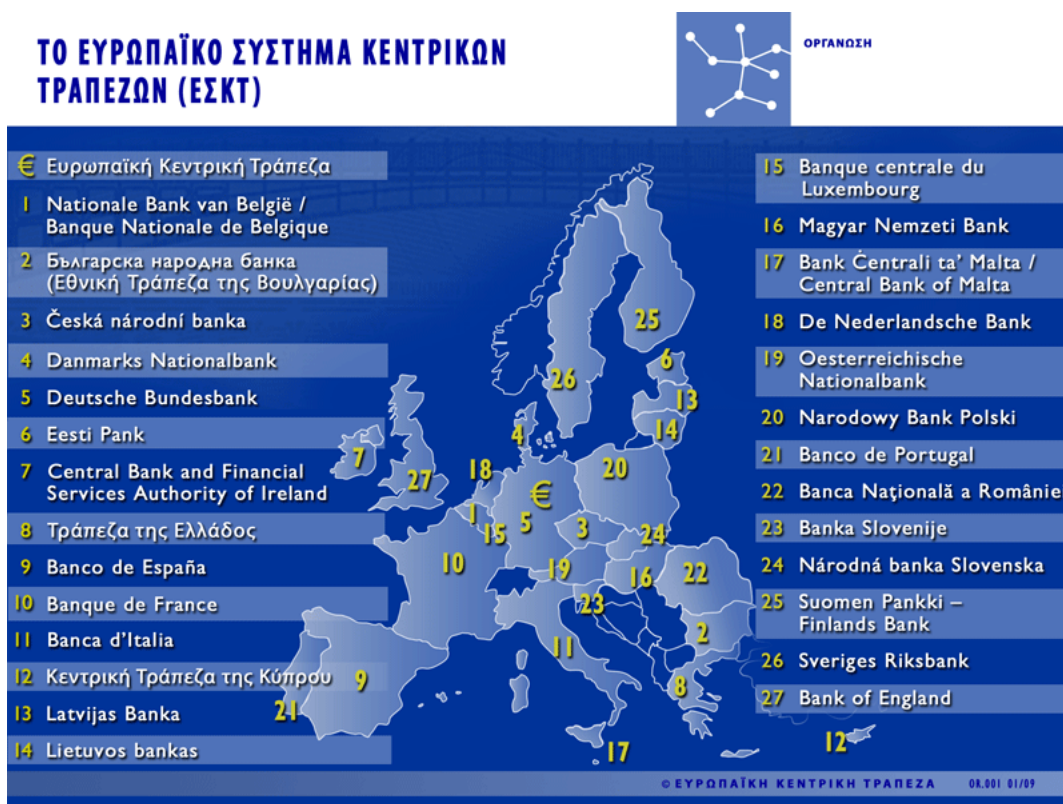 ΤΟ ΕΥΡΩΠΑΪΚΟ ΣΥΣΤΗΜΑ ΚΕΝΤΡΙΚΩΝ
ΤΡΑΠΕΖΩΝ (ΕΣΚΤ)
ΟΡΓΑΝΩΣΗ
€ Ευρωπαϊκή Κεντρική Τράπεζα
1 Nationale Bank van België /
Banque Nationale de Belgique
2 Българска народна банка
(Εθνική Τράπεζα της Βουλγαρίας)
3 Česká národní banka
4 Danmarks Nationalbank
5 Deutsche Bundesbank
6 Eesti Pank
7 Central Bank and Financial
Services Authority of Ireland
8 Τράπεζα της Ελλάδος
9 Banco de España
10 Banque de France
11 Banca d'Italia
12 Κεντρική Τράπεζα της Κύπρου
13 Latvijas Banka
14 Lietuvos bankas
15 Banque centrale du
Luxembourg
16 Magyar Nemzeti Bank
17 Bank Ċentrali ta' Malta /
Central Bank of Malta
18 De Nederlandsche Bank
19 Oesterreichische
Nationalbank
20 Narodowy Bank Polski
21 Banco de Portugal
22 Banca Naţională a Românie
23 Banka Slovenije
24 Národná banka Slovenska
25 Suomen Pankki –
Finlands Bank
26 Sveriges Riksbank
27 Bank of England
25
6
26
13
14
4
7
18
20
27
€
1
5
3
15
24
10
19
16
22
23
2
11
9
8
21
17
12
© ΕΥΡΩΠΑΪΚΗ ΚΕΝΤΡΙΚΗ ΤΡΑΠΕΖΑ OR.001 01/09